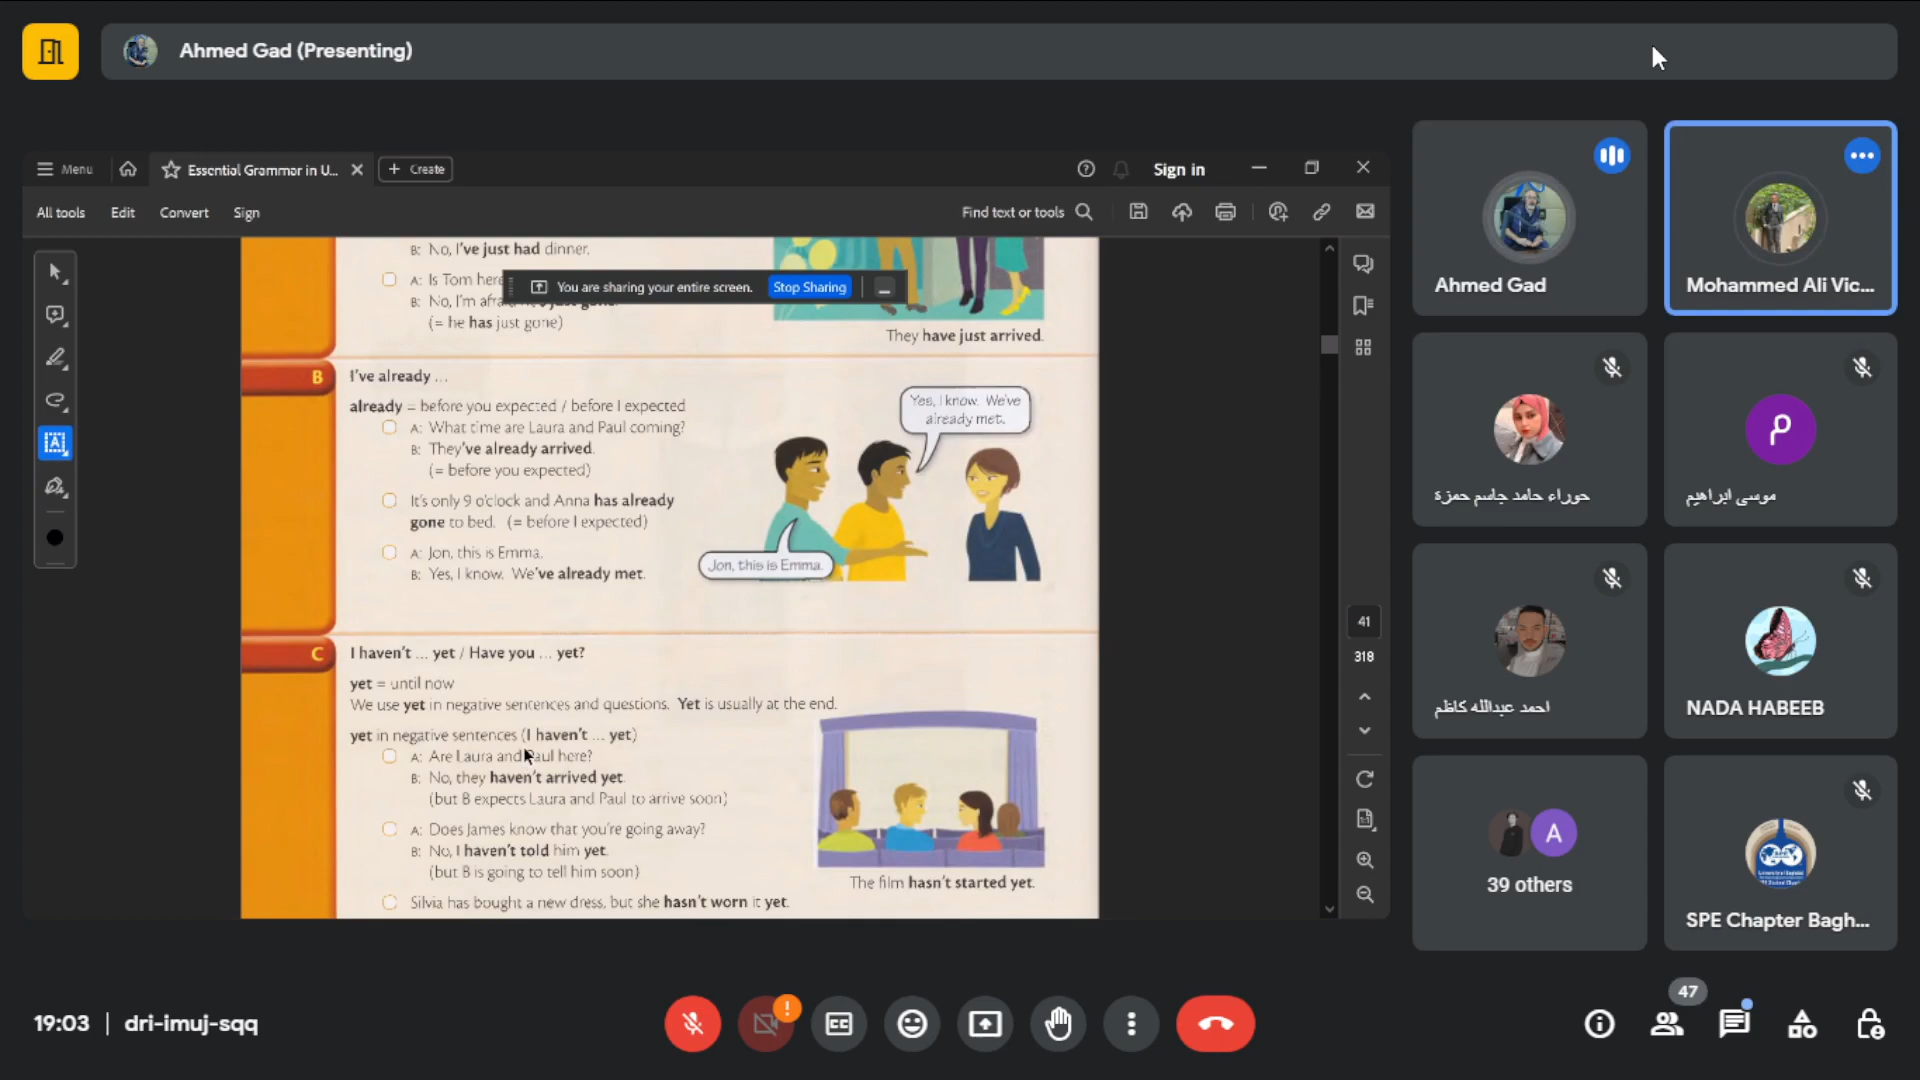 Ahmed Gad (Presenting)
Menu
Essential Grammar in U...
Create
Sign in
All tools
Edit
Convert
Sign
Find text or tools
B: No, I've just had dinner.
A: Is Tom here
B: No, I'm afra
(= he has just gone)
You are sharing your entire screen.
Stop Sharing
They have just arrived.
B
I've already ...
already = before you expected / before I expected
A: What time are Laura and Paul coming?
B: They've already arrived.
(= before you expected)
It's only 9 o'clock and Anna has already
gone to bed. (= before I expected)
A: Jon, this is Emma.
B: Yes, I know. We've already met.
Yes, I know. We've
already met.
Jon, this is Emma.
C
I haven't ... yet / Have you ... yet?
yet = until now
We use yet in negative sentences and questions. Yet is usually at the end.
yet in negative sentences (I haven't ... yet)
A: Are Laura and Paul here?
B: No, they haven't arrived yet.
(but B expects Laura and Paul to arrive soon)
A: Does James know that you're going away?
B: No, I haven't told him yet.
(but B is going to tell him soon)
Silvia has bought a new dress, but she hasn't worn it yet.
The film hasn't started yet.
41
318
Ahmed Gad
Mohammed Ali Vic...
حوراء حامد جاسم حمزة
P
موسى ابراهيم
احمد عبدالله كاظم
NADA HABEEB
A
39 others
SPE Chapter Bagh...
19:03 | dri-imuj-sqq
47